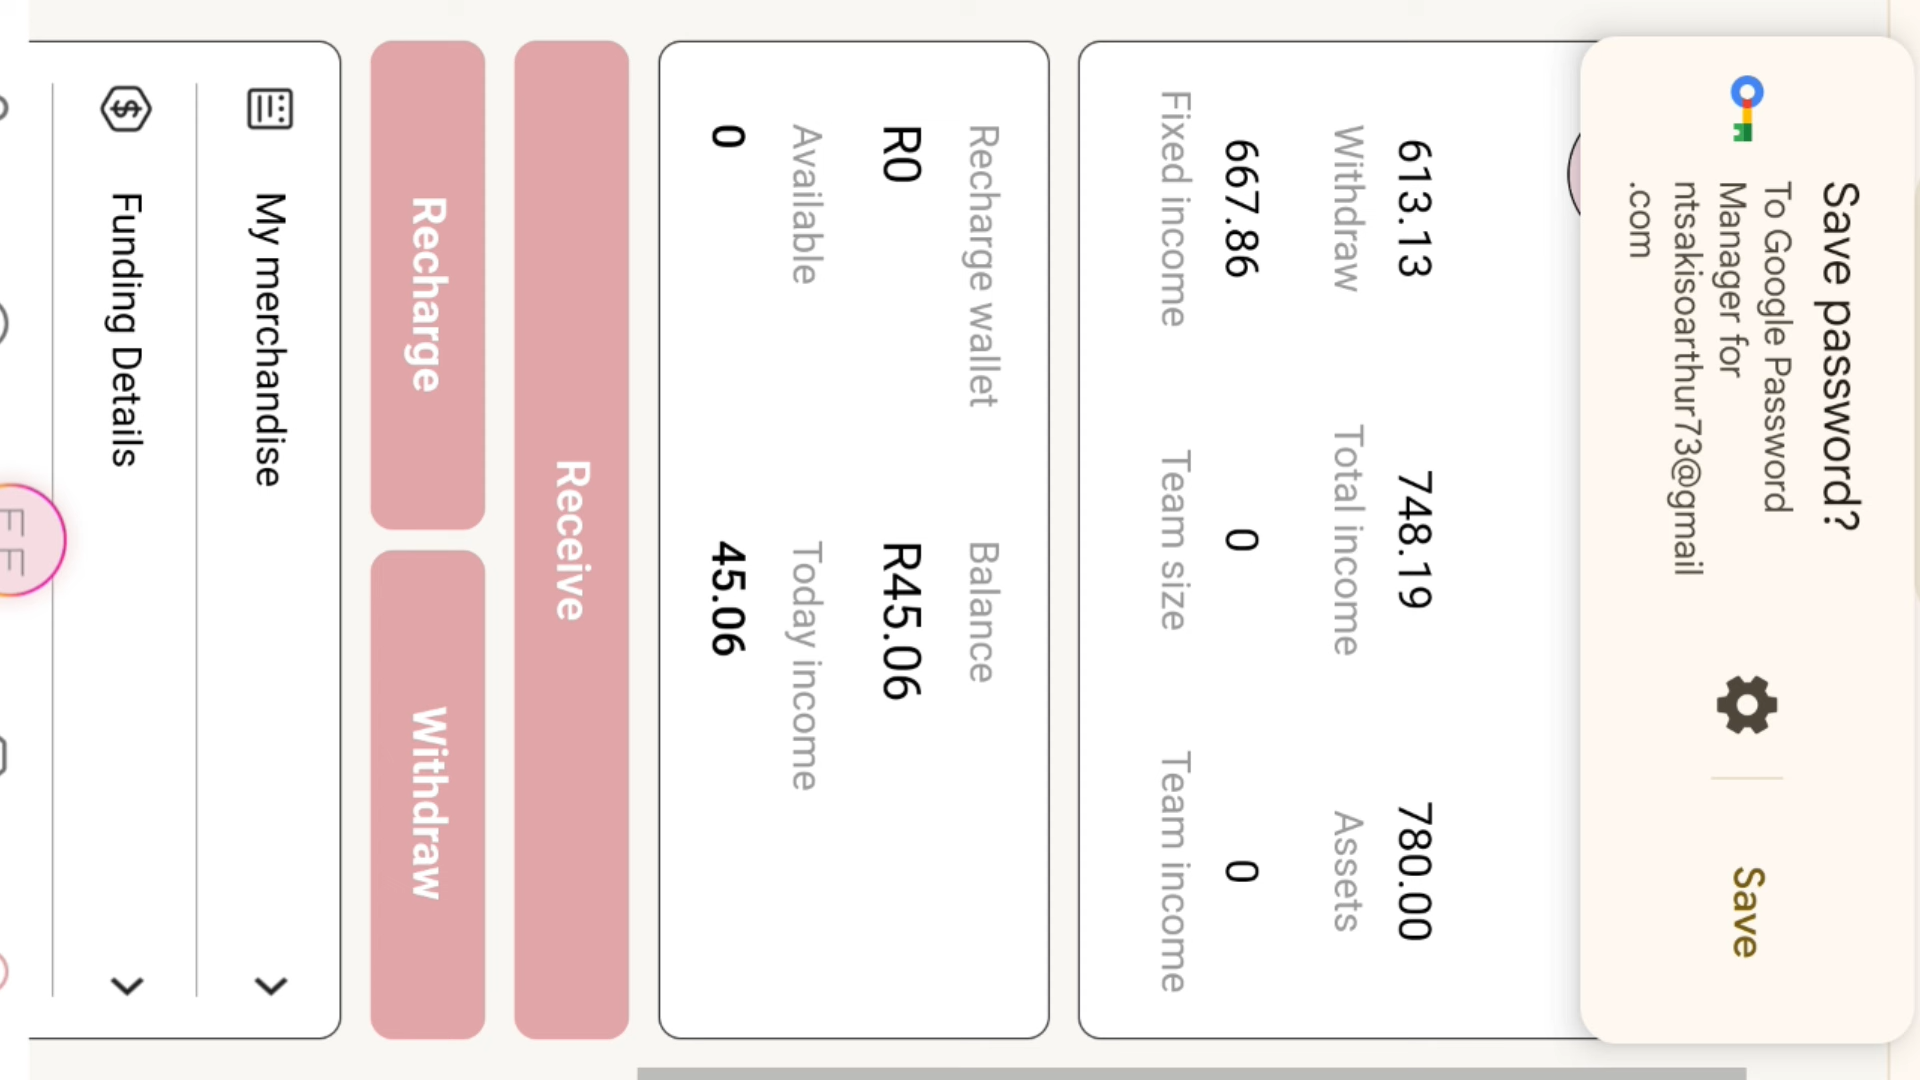 Save password?
To Google Password
Manager for
ntsakisoarthur73@gmail
.com
Save
613.13 748.19 780.00
Withdraw Total income Assets
667.86 0 0
Fixed income Team size Team income
Recharge wallet Balance
R0 R45.06
Available Today income
0 45.06
Receive
Recharge Withdraw
My merchandise
Funding Details